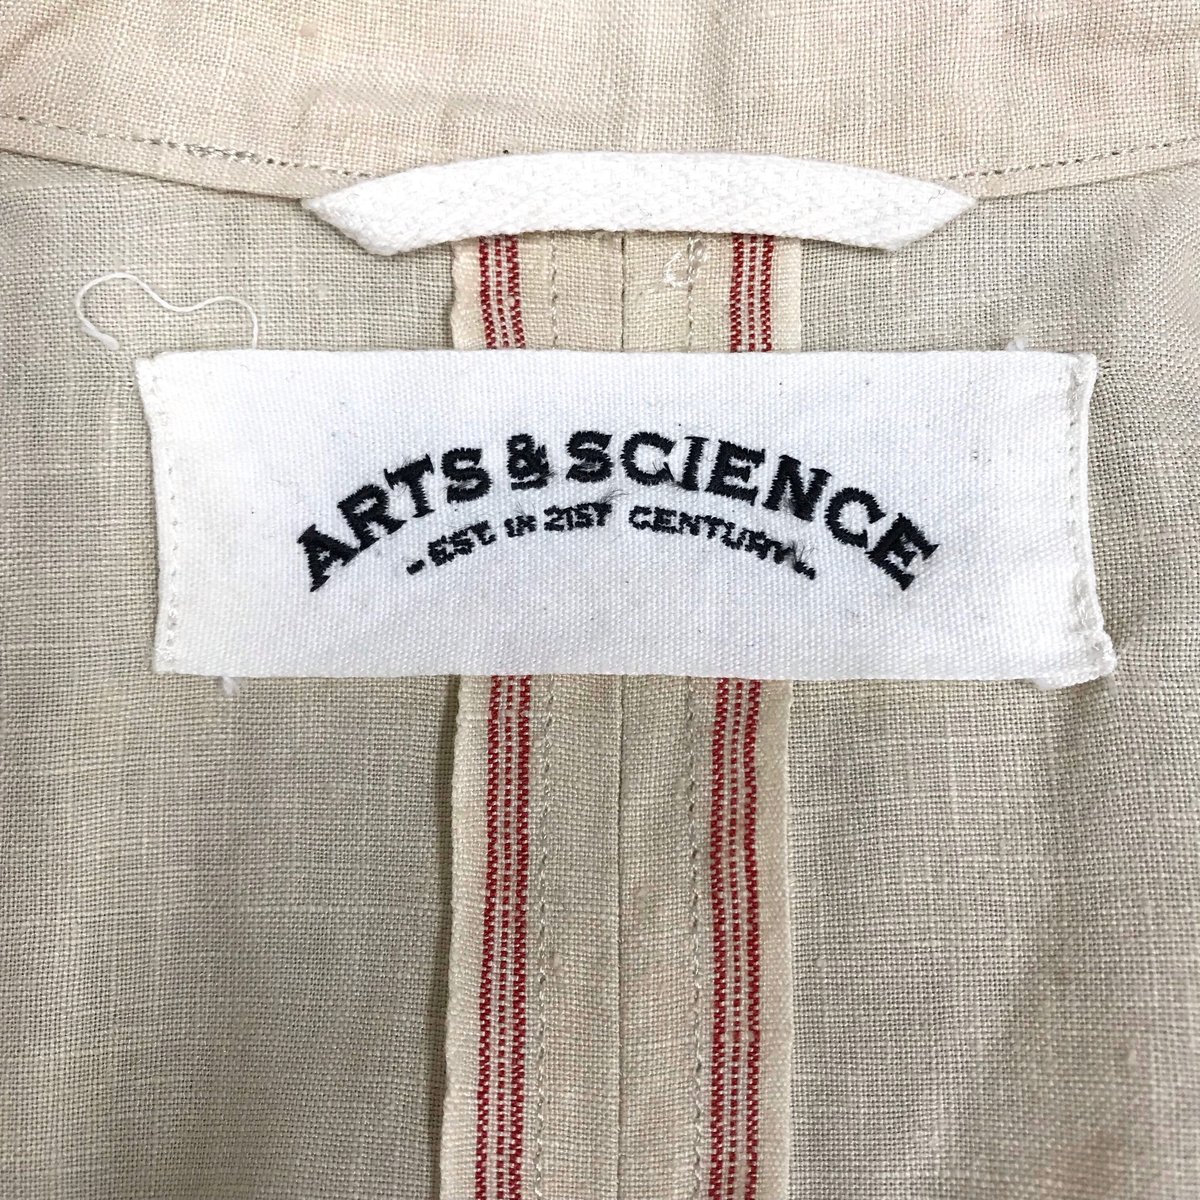 ARTS & SCIENCE
- EST. IN 21ST CENTURY -